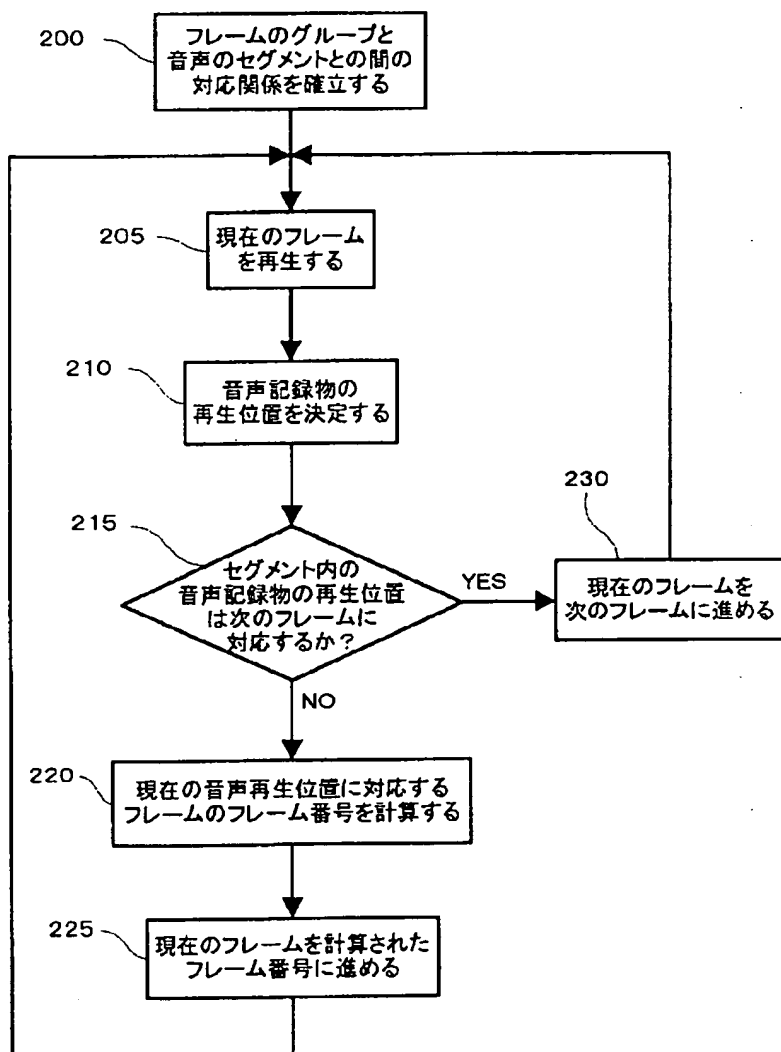 200
フレームのグループと
音声のセグメントとの間の
対応関係を確立する
205
現在のフレーム
を再生する
210
音声記録物の
再生位置を決定する
215
セグメント内の
音声記録物の再生位置
は次のフレームに
対応するか?
YES
230
現在のフレームを
次のフレームに進める
NO
220
現在の音声再生位置に対応する
フレームのフレーム番号を計算する
225
現在のフレームを計算された
フレーム番号に進める